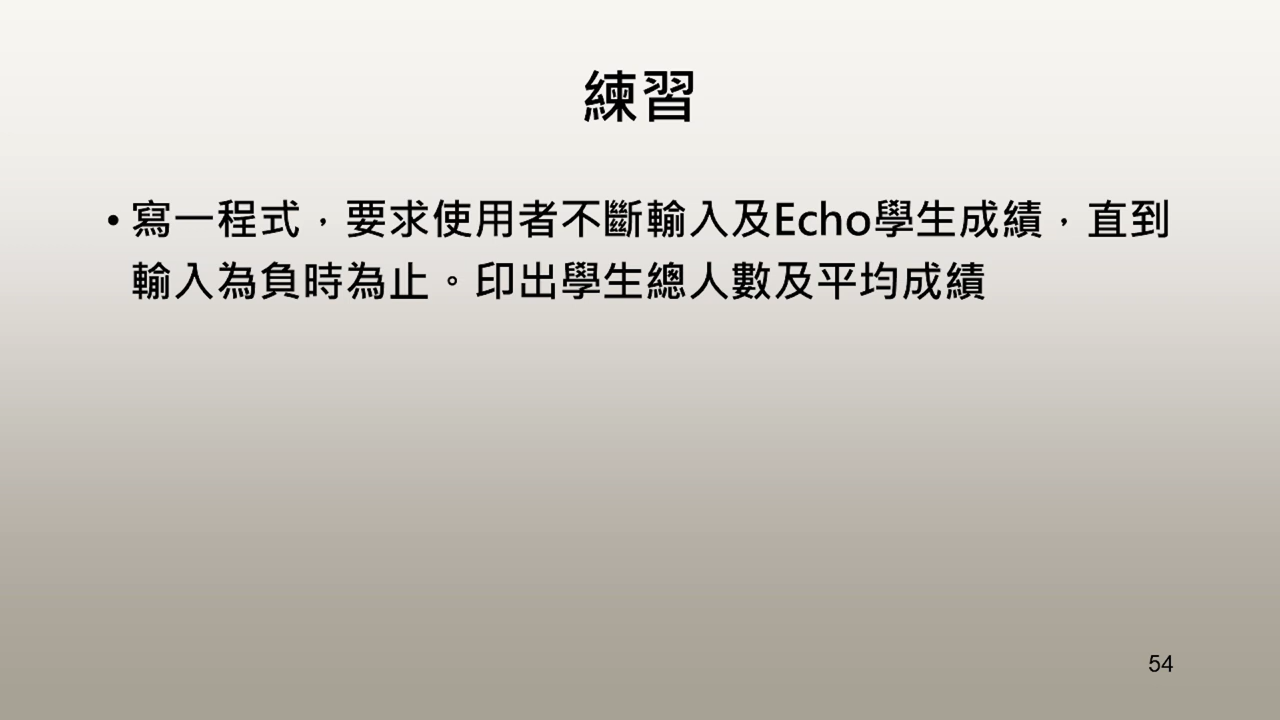 練習
• 寫一程式，要求使用者不斷輸入及Echo學生成績，直到
輸入為負時為止。印出學生總人數及平均成績
54